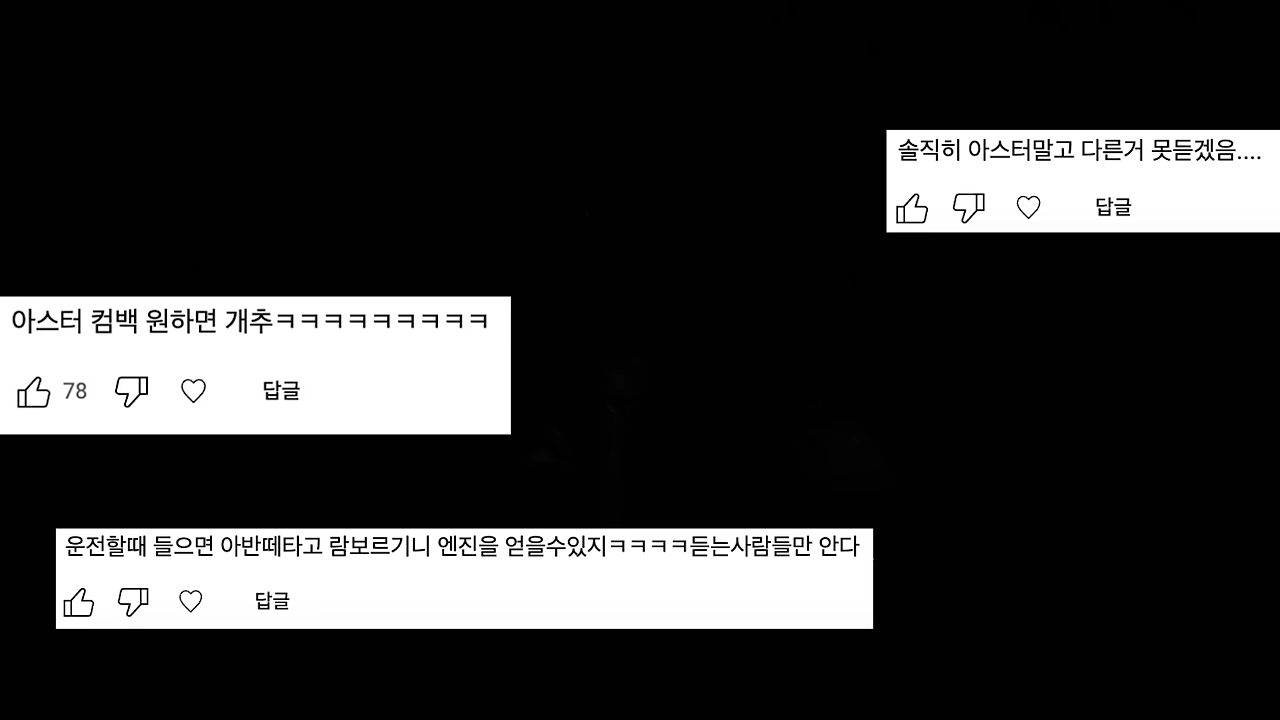 솔직히 아스터말고 다른거 못듣겠음....
답글
아스터 컴백 원하면 개추ㅋㅋㅋㅋㅋㅋㅋㅋㅋ
78 답글
운전할때 들으면 아반떼타고 람보르기니 엔진을 얻을수있지ㅋㅋㅋㅋ듣는사람들만 안다
답글